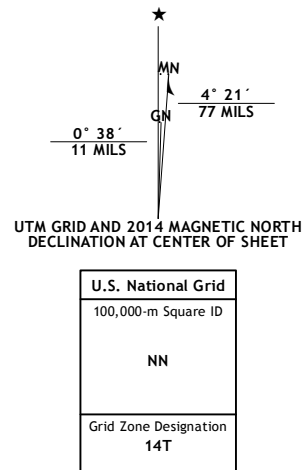 ★
MN
GN
4° 21´
77 MILS
0° 38´
11 MILS
UTM GRID AND 2014 MAGNETIC NORTH
DECLINATION AT CENTER OF SHEET
U.S. National Grid
100,000-m Square ID
NN
Grid Zone Designation
14T